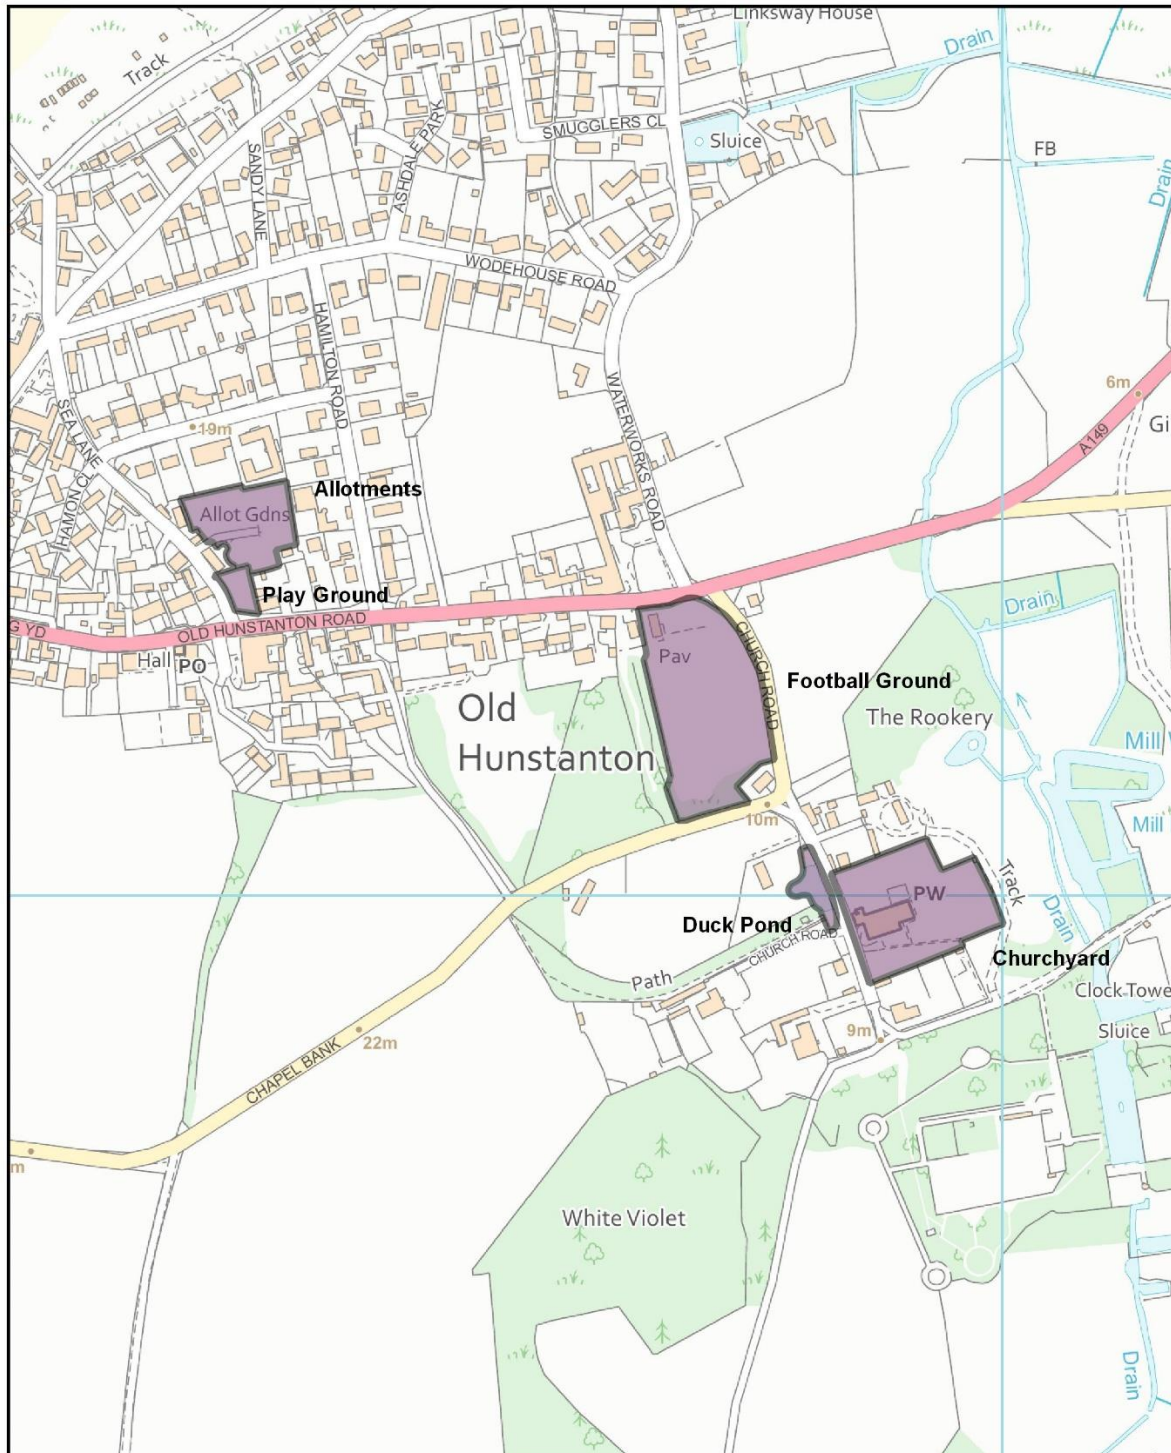 Linksway House
Drain
Track
SMUGGLERS CL
Sluice
ASHDALE PARK
SANDY LANE
FB
Drain
WODEHOUSE ROAD
HAMILTON ROAD
WATERWORKS ROAD
6m
SEA LANE
19m
A149
Gi
HAMON CL
Allotments
Allot Gdns
Play Ground
Drain
G YD
OLD HUNSTANTON ROAD
Hall
PO
Pav
CHURCH ROAD
Football Ground
Old
Hunstanton
The Rookery
Mill
10m
Mill
Track
PW
Drain
Duck Pond
CHURCH ROAD
Churchyard
Path
Clock Towe
22m
9m
Sluice
CHAPEL BANK
m
White Violet
Drain